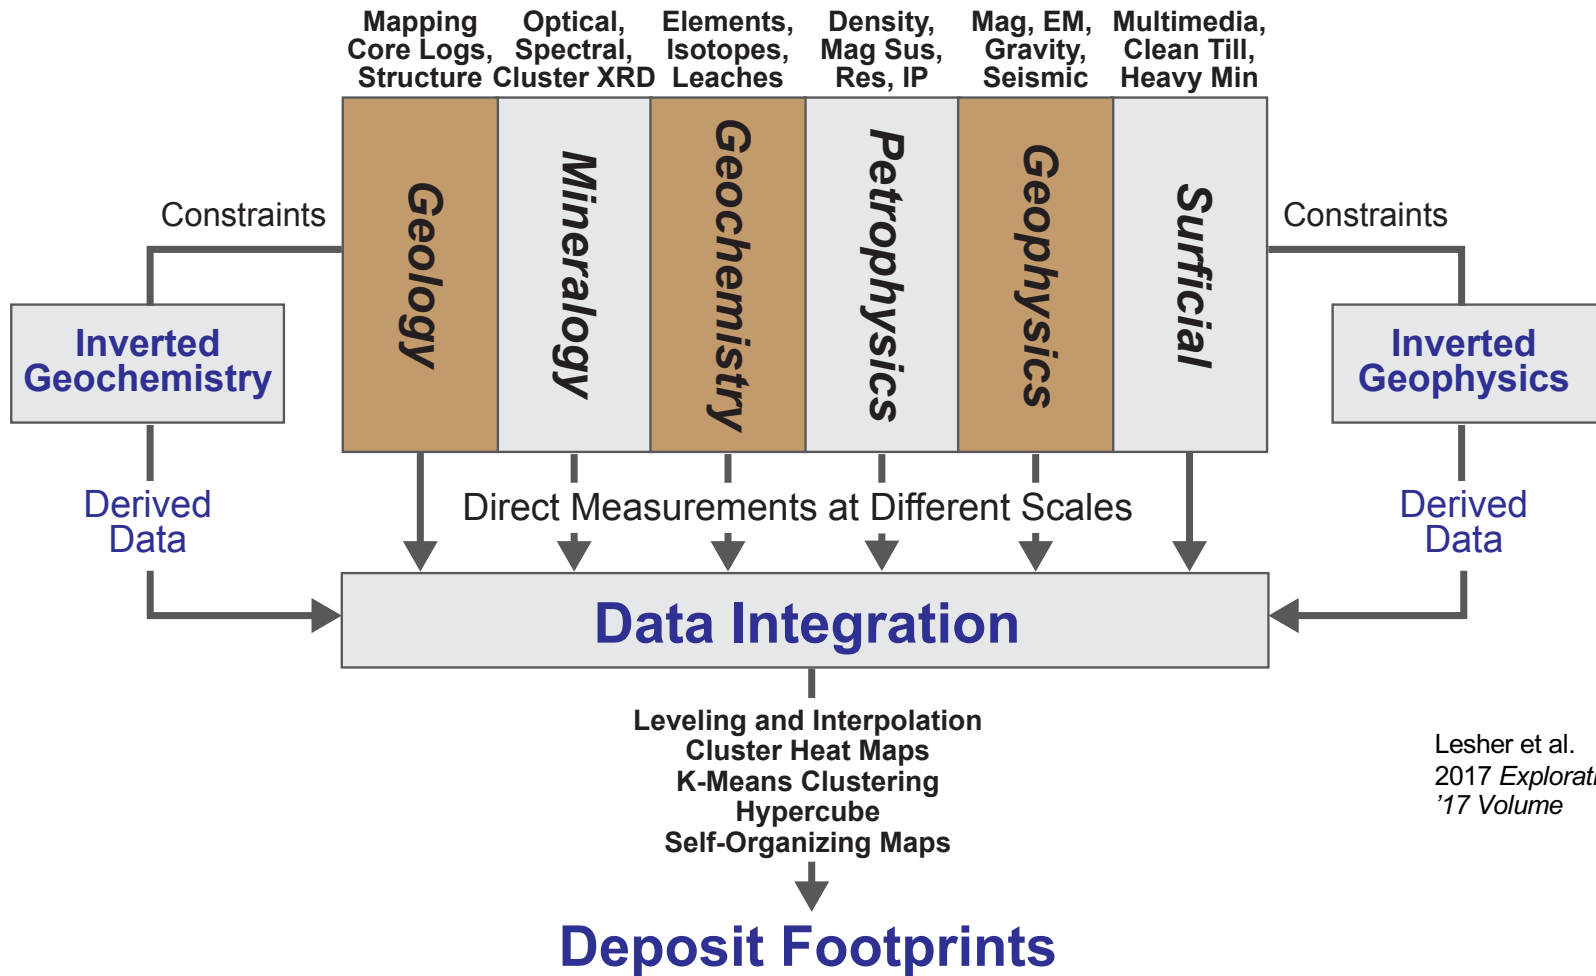 Mapping
Core Logs,
Structure
Optical,
Spectral,
Cluster XRD
Elements,
Isotopes,
Leaches
Density,
Mag Sus,
Res, IP
Mag, EM,
Gravity,
Seismic
Multimedia,
Clean Till,
Heavy Min
Geology
Mineralogy
Geochemistry
Petrophysics
Geophysics
Surficial
Constraints
Constraints
Inverted
Geochemistry
Inverted
Geophysics
Derived
Data
Direct Measurements at Different Scales
Derived
Data
Data Integration
Leveling and Interpolation
Cluster Heat Maps
K-Means Clustering
Hypercube
Self-Organizing Maps
Lesher et al.
2017
'17 Volume
Deposit Footprints